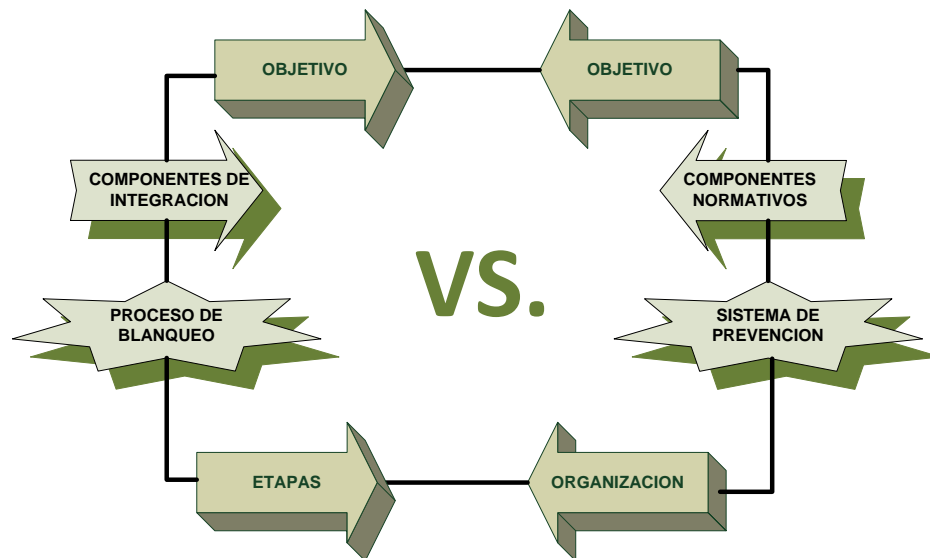 OBJETIVO
OBJETIVO
COMPONENTES DE
INTEGRACION
COMPONENTES
NORMATIVOS
VS.
PROCESO DE
BLANQUEO
SISTEMA DE
PREVENCION
ETAPAS
ORGANIZACION